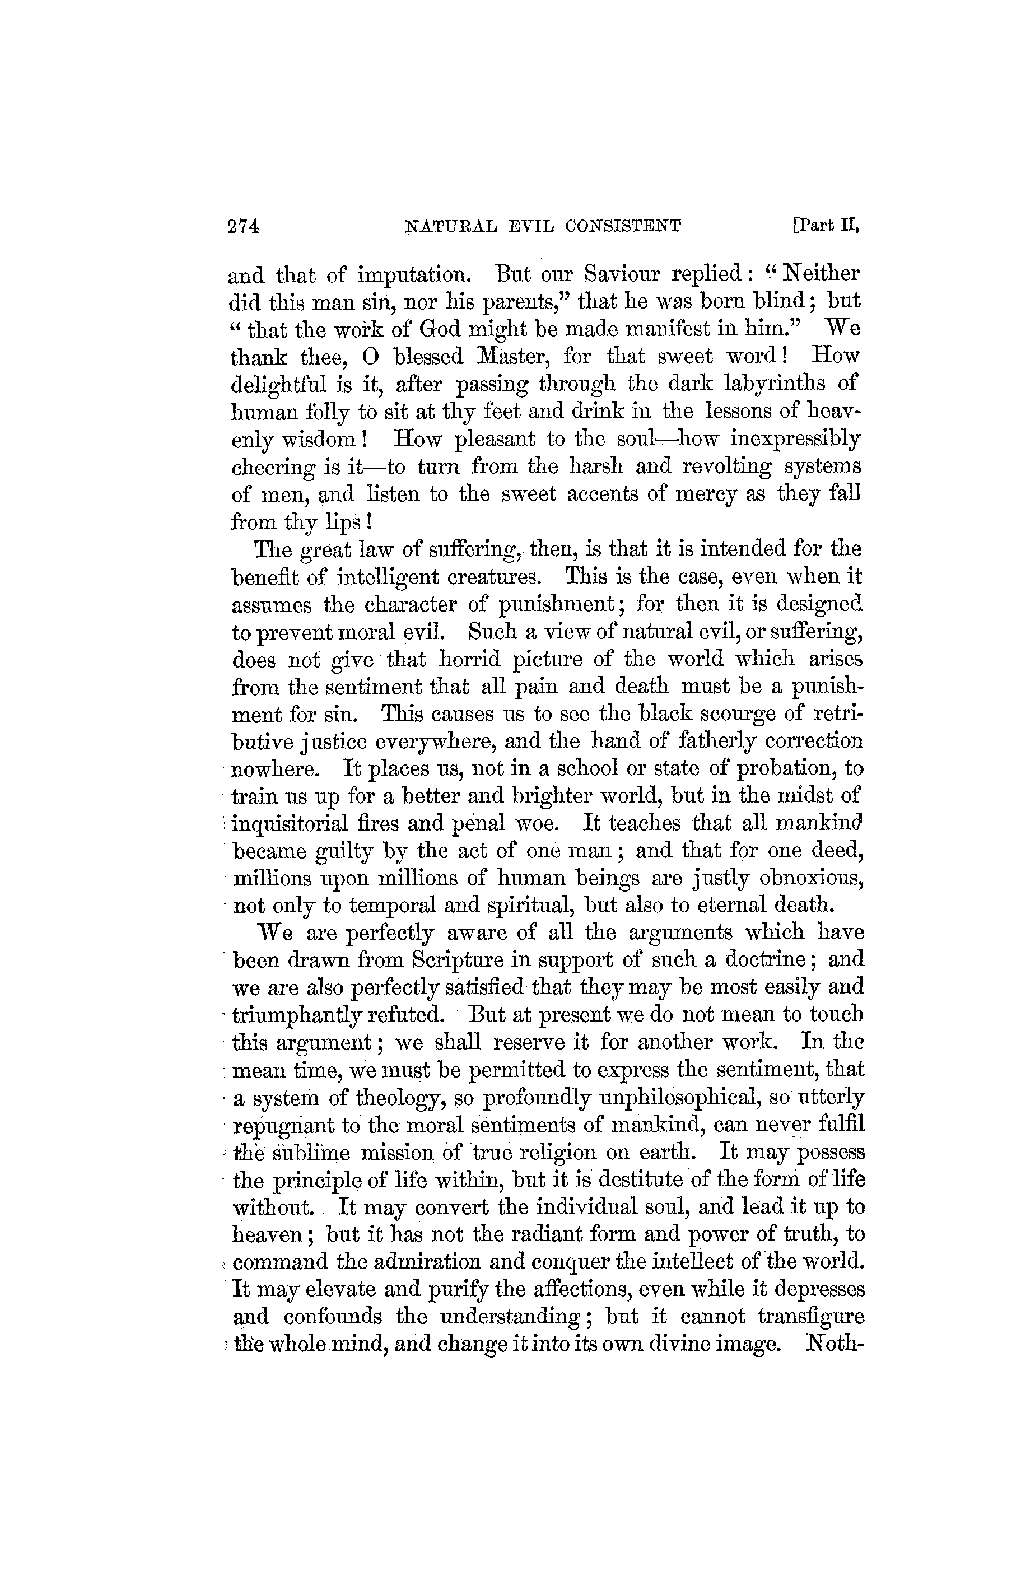 274 NATURAL EVIL CONSISTENT [Part II,
and that of imputation. But our Saviour replied: “ Neither
did this man sin, nor his parents,” that he was born blind; but
“ that the work of God might be made manifest in him.” We
thank thee, O blessed Master, for that sweet word! How
delightful is it, after passing through the dark labyrinths of
human folly to sit at thy feet and drink in the lessons of heav-
enly wisdom! How pleasant to the soul—how inexpressibly
cheering is it—to turn from the harsh and revolting systems
of men, and listen to the sweet accents of mercy as they fall
from thy lips!
The great law of suffering, then, is that it is intended for the
benefit of intelligent creatures. This is the case, even when it
assumes the character of punishment; for then it is designed
to prevent moral evil. Such a view of natural evil, or suffering,
does not give that horrid picture of the world which arises
from the sentiment that all pain and death must be a punish-
ment for sin. This causes us to see the black scourge of retri-
butive justice everywhere, and the hand of fatherly correction
nowhere. It places us, not in a school or state of probation, to
train us up for a better and brighter world, but in the midst of
inquisitorial fires and penal woe. It teaches that all mankind
became guilty by the act of one man; and that for one deed,
millions upon millions of human beings are justly obnoxious,
not only to temporal and spiritual, but also to eternal death.
We are perfectly aware of all the arguments which have
been drawn from Scripture in support of such a doctrine; and
we are also perfectly satisfied that they may be most easily and
triumphantly refuted. But at present we do not mean to touch
this argument; we shall reserve it for another work. In the
mean time, we must be permitted to express the sentiment, that
a system of theology, so profoundly unphilosophical, so utterly
repugnant to the moral sentiments of mankind, can never fulfil
the sublime mission of true religion on earth. It may possess
the principle of life within, but it is destitute of the form of life
without. It may convert the individual soul, and lead it up to
heaven; but it has not the radiant form and power of truth, to
command the admiration and conquer the intellect of the world.
It may elevate and purify the affections, even while it depresses
and confounds the understanding; but it cannot transfigure
the whole mind, and change it into its own divine image. Noth-